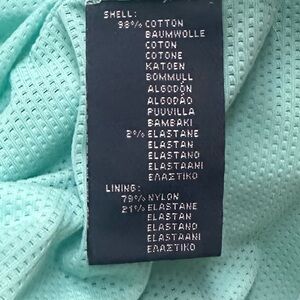 SHELL:
98% COTTON
BAUMWOLLE
COTON
COTONE
KATOEN
BOMMULL
ALGODÓN
ALGODÃO
PUUVILLA
BAMBAKI
2% ELASTANE
ELASTAN
ELASTANO
ELASTAANI
ΕΛΑΣΤΙΚΟ
LINING:
79% NYLON
21% ELASTANE
ELASTAN
ELASTANO
ELASTAANI
ΕΛΑΣΤΙΚΟ